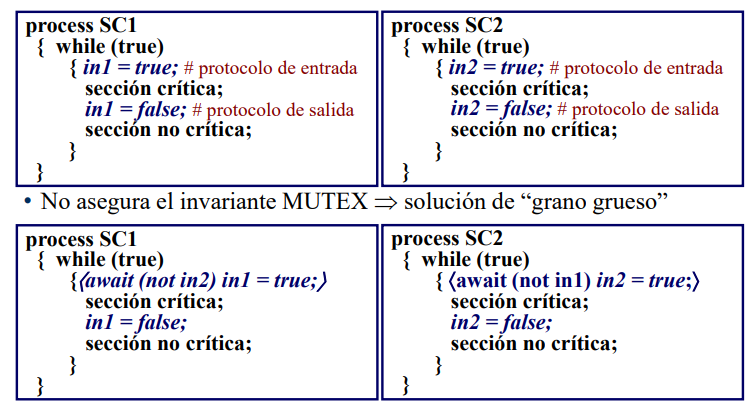 process SC1
{ while (true)
{ in1 = true; # protocolo de entrada
sección crítica;
in1 = false; # protocolo de salida
sección no crítica;
}
}
process SC2
{ while (true)
{ in2 = true; # protocolo de entrada
sección crítica;
in2 = false; # protocolo de salida
sección no crítica;
}
}
• No asegura el invariante MUTEX ⇒ solución de “grano grueso”
process SC1
{ while (true)
{⟨await (not in2) in1 = true;⟩
sección crítica;
in1 = false;
sección no crítica;
}
}
process SC2
{ while (true)
{ ⟨await (not in1) in2 = true;⟩
sección crítica;
in2 = false;
sección no crítica;
}
}